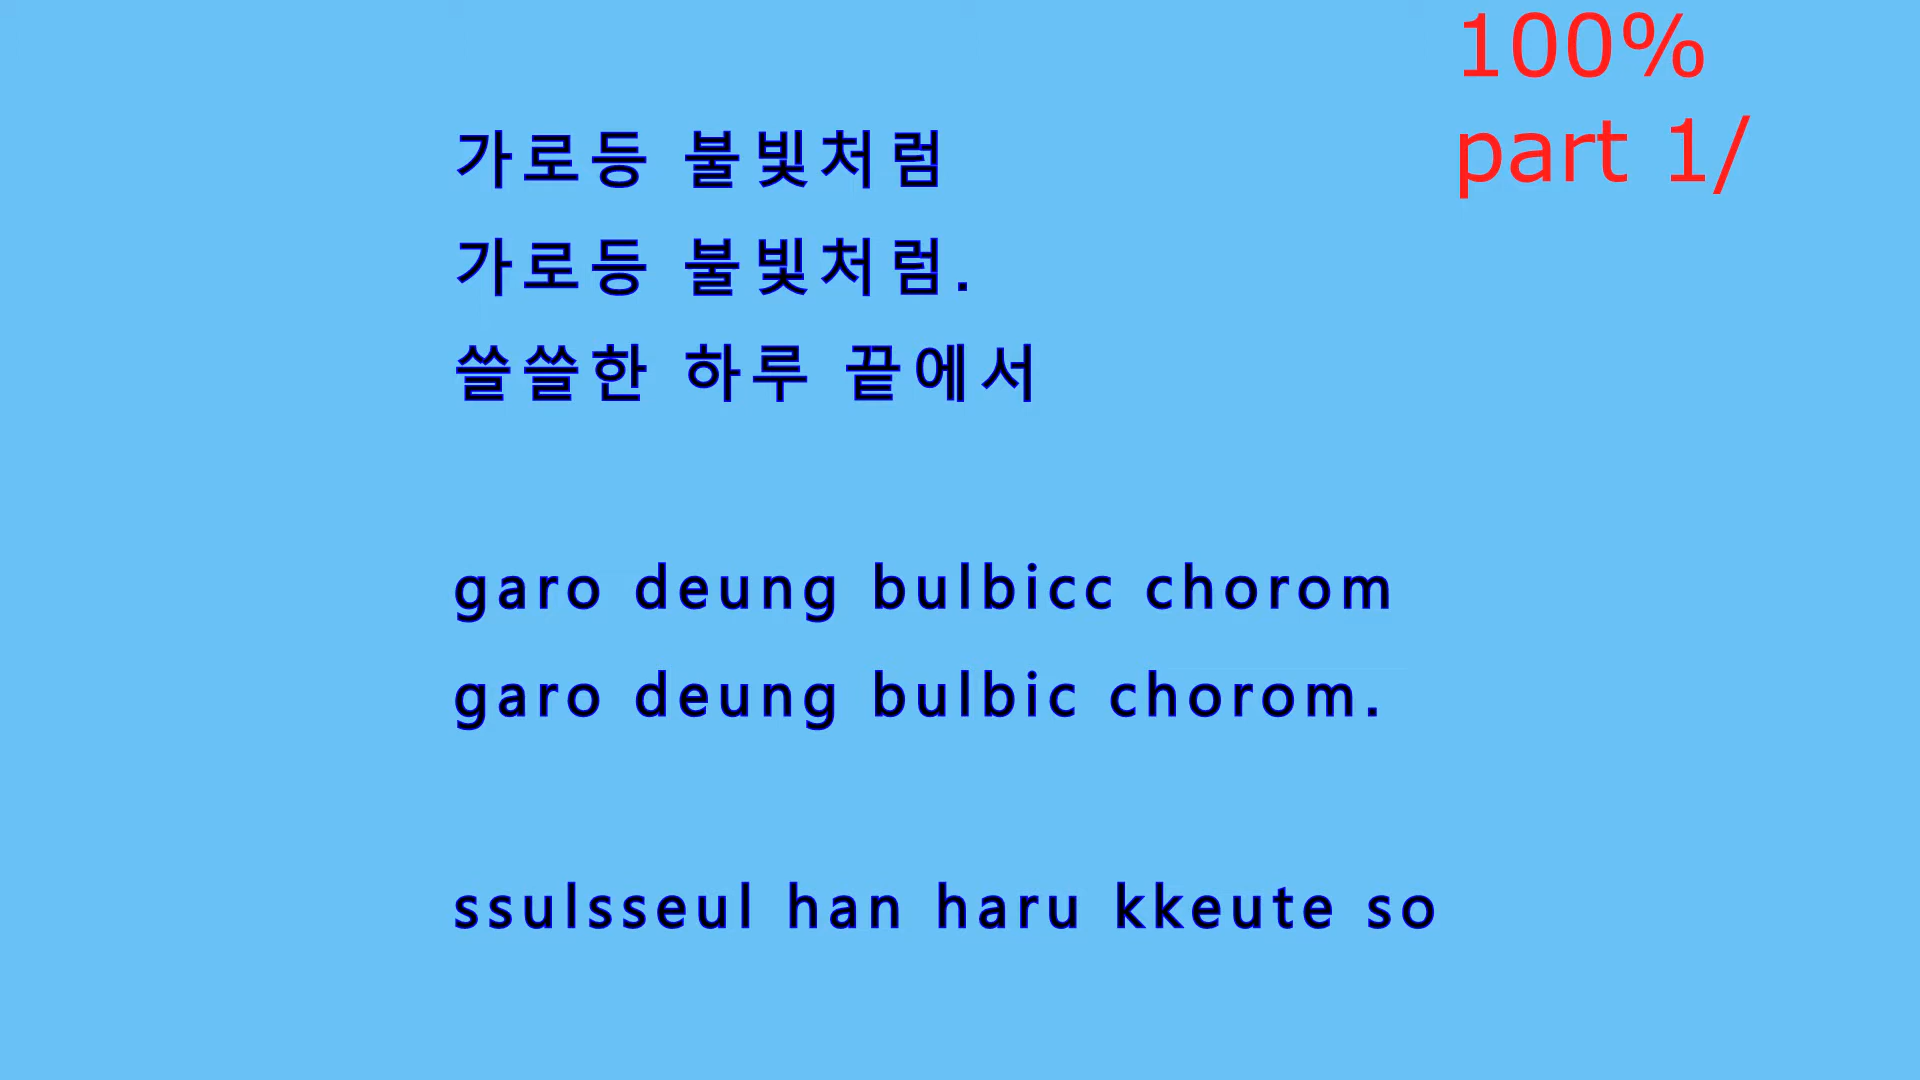 100%
part 1/
가로등 불빛처럼
가로등 불빛처럼.
쓸쓸한 하루 끝에서
garo deung bulbicc chorom
garo deung bulbic chorom.
ssulsseul han haru kkeute so